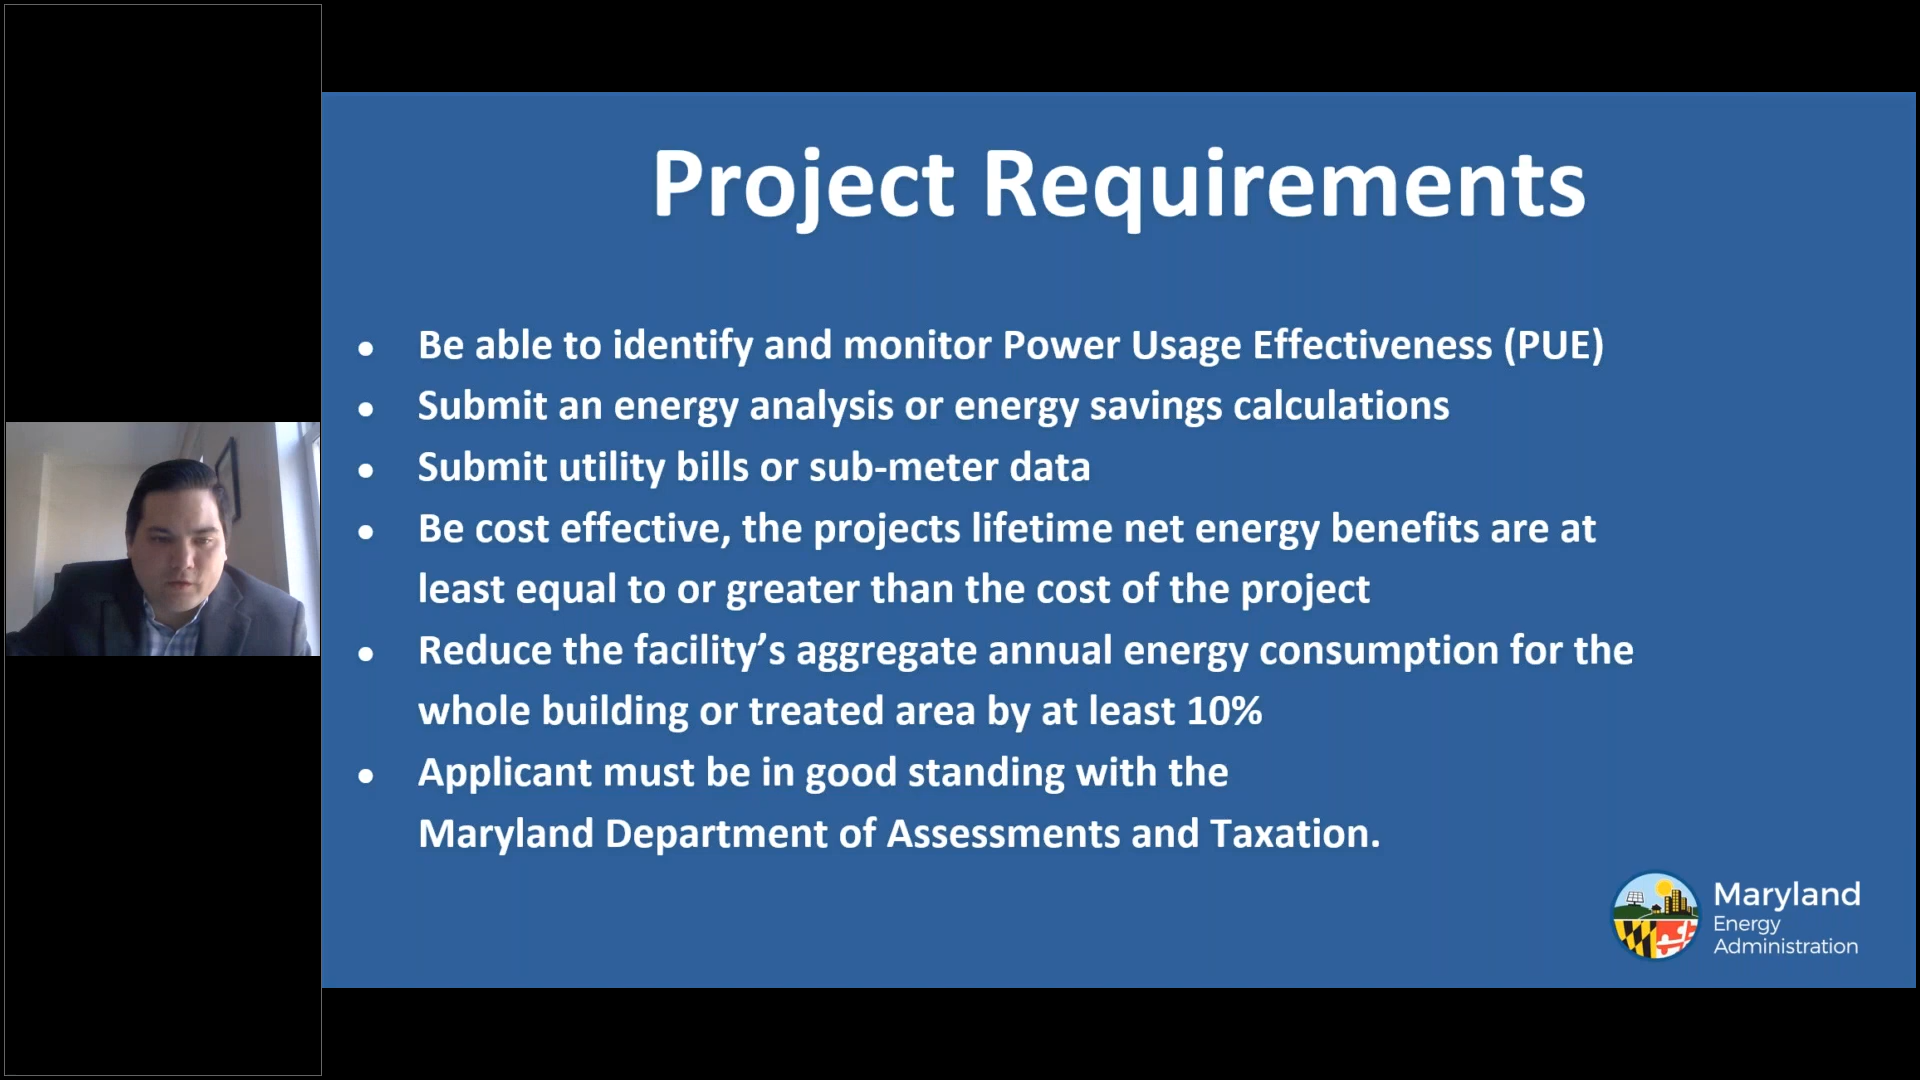 Project Requirements
● Be able to identify and monitor Power Usage Effectiveness (PUE)
● Submit an energy analysis or energy savings calculations
● Submit utility bills or sub-meter data
● Be cost effective, the projects lifetime net energy benefits are at
least equal to or greater than the cost of the project
● Reduce the facility’s aggregate annual energy consumption for the
whole building or treated area by at least 10%
● Applicant must be in good standing with the
Maryland Department of Assessments and Taxation.
Maryland
Energy
Administration